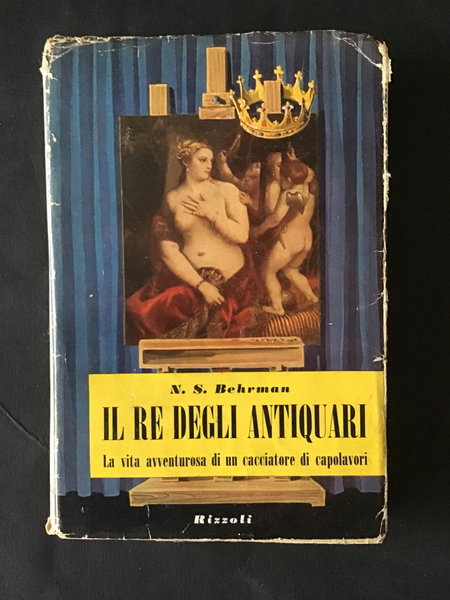 N. S. Behrman
IL RE DEGLI ANTIQUARI
La vita avventurosa di un cacciatore di capolavori
Rizzoli